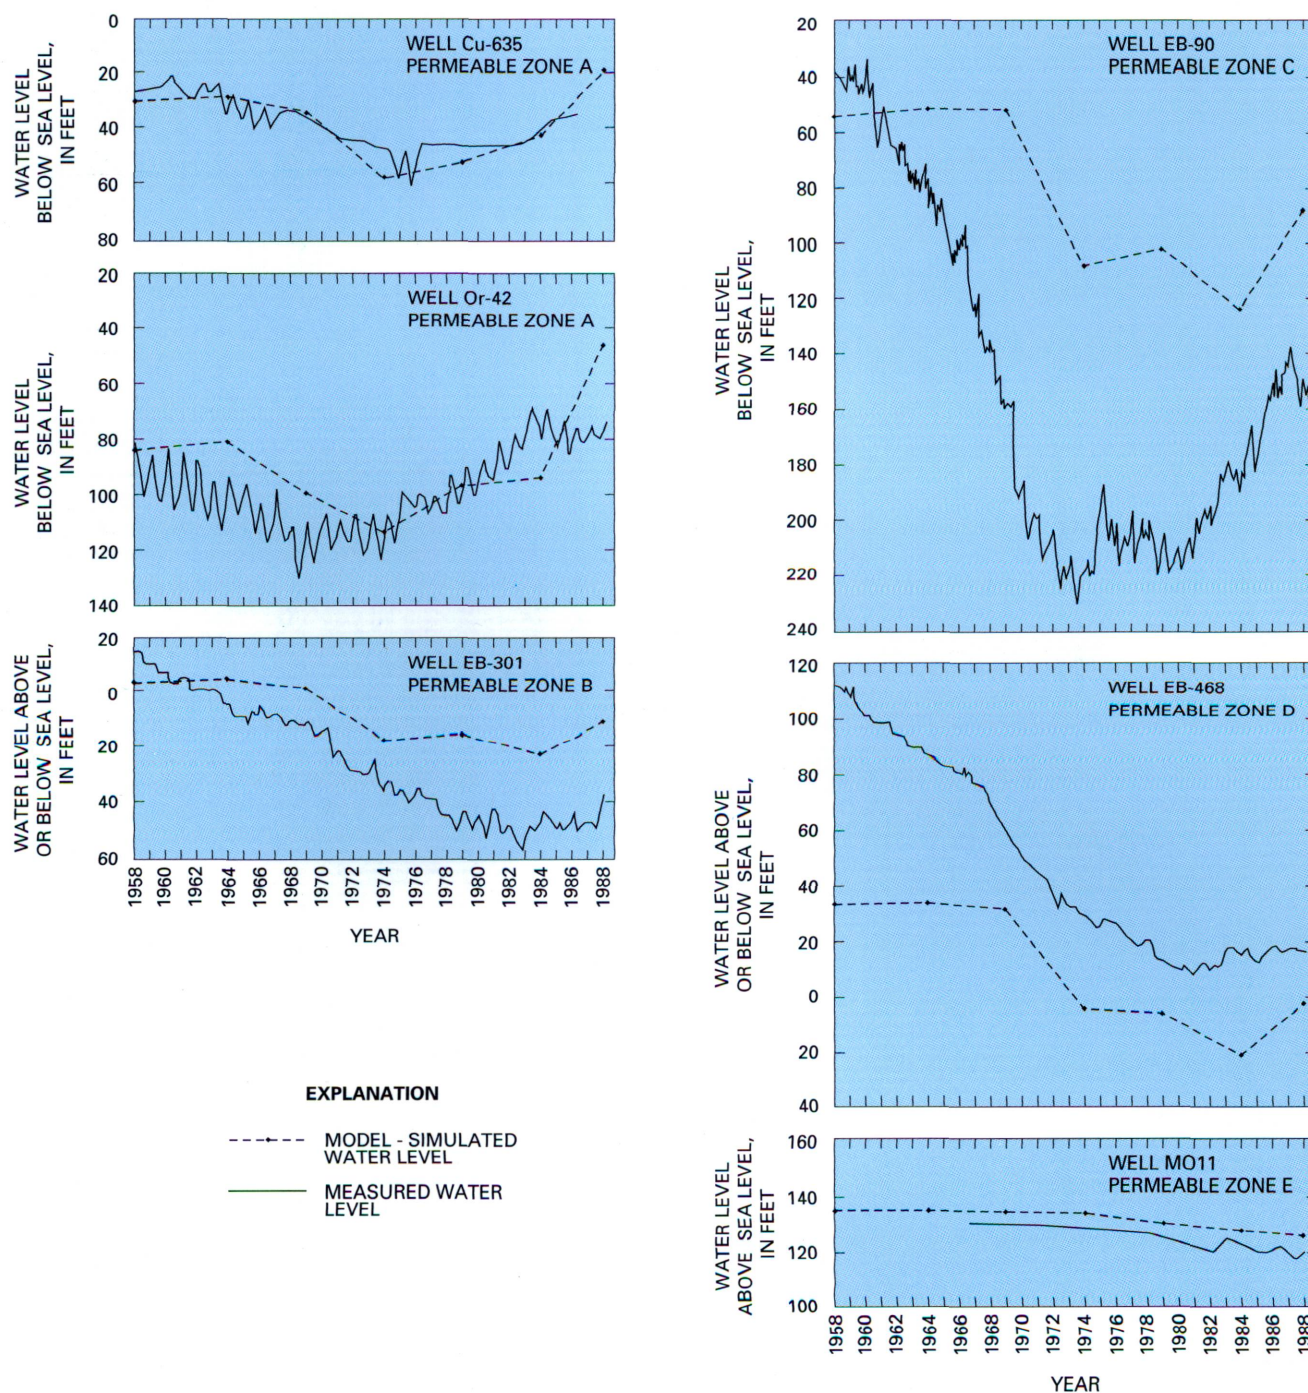 WELL Cu-635
PERMEABLE ZONE A
WATER LEVEL
BELOW SEA LEVEL,
IN FEET
0
20
40
60
80
WELL Or-42
PERMEABLE ZONE A
WATER LEVEL
BELOW SEA LEVEL,
IN FEET
20
40
60
80
100
120
140
WELL EB-301
PERMEABLE ZONE B
WATER LEVEL ABOVE
OR BELOW SEA LEVEL,
IN FEET
20
0
20
40
60
1958 1960 1962 1964 1966 1968 1970 1972 1974 1976 1978 1980 1982 1984 1986 1988
YEAR
EXPLANATION
MODEL - SIMULATED
WATER LEVEL
MEASURED WATER
LEVEL
WELL EB-90
PERMEABLE ZONE C
WATER LEVEL
BELOW SEA LEVEL,
IN FEET
20
40
60
80
100
120
140
160
180
200
220
240
WELL EB-468
PERMEABLE ZONE D
WATER LEVEL ABOVE
OR BELOW SEA LEVEL,
IN FEET
120
100
80
60
40
20
0
20
40
WELL MO11
PERMEABLE ZONE E
WATER LEVEL
ABOVE SEA LEVEL,
IN FEET
160
140
120
100
1958 1960 1962 1964 1966 1968 1970 1972 1974 1976 1978 1980 1982 1984 1986 1988
YEAR